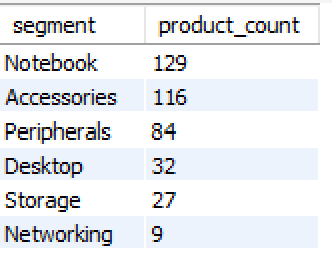 segment product_count
Notebook 129
Accessories 116
Peripherals 84
Desktop 32
Storage 27
Networking 9